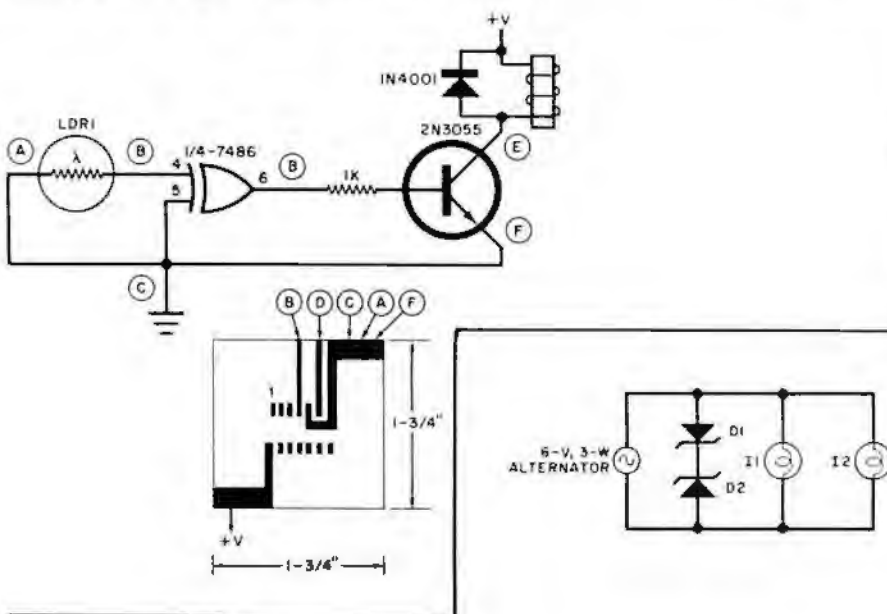 +V
1N4001
LDR1
2N3055
A
λ
B
1/4-7486
E
4
5
6
B
1K
F
C
B D C A F
1
1-3/4"
6-V, 3-W
ALTERNATOR
D1
D2
I1
I2
+V
1-3/4"